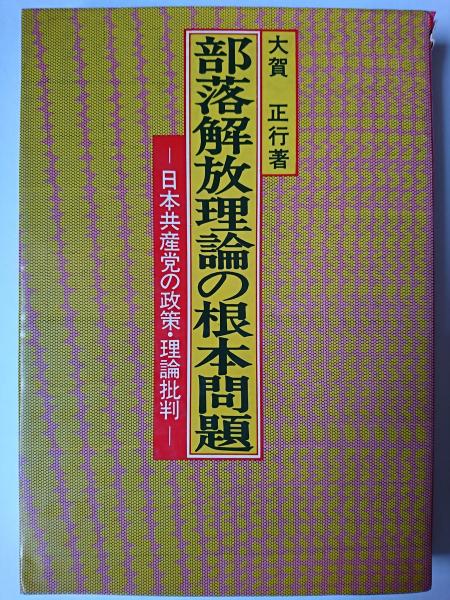 大賀 正行著
部落解放理論の根本問題
―日本共産党の政策・理論批判―